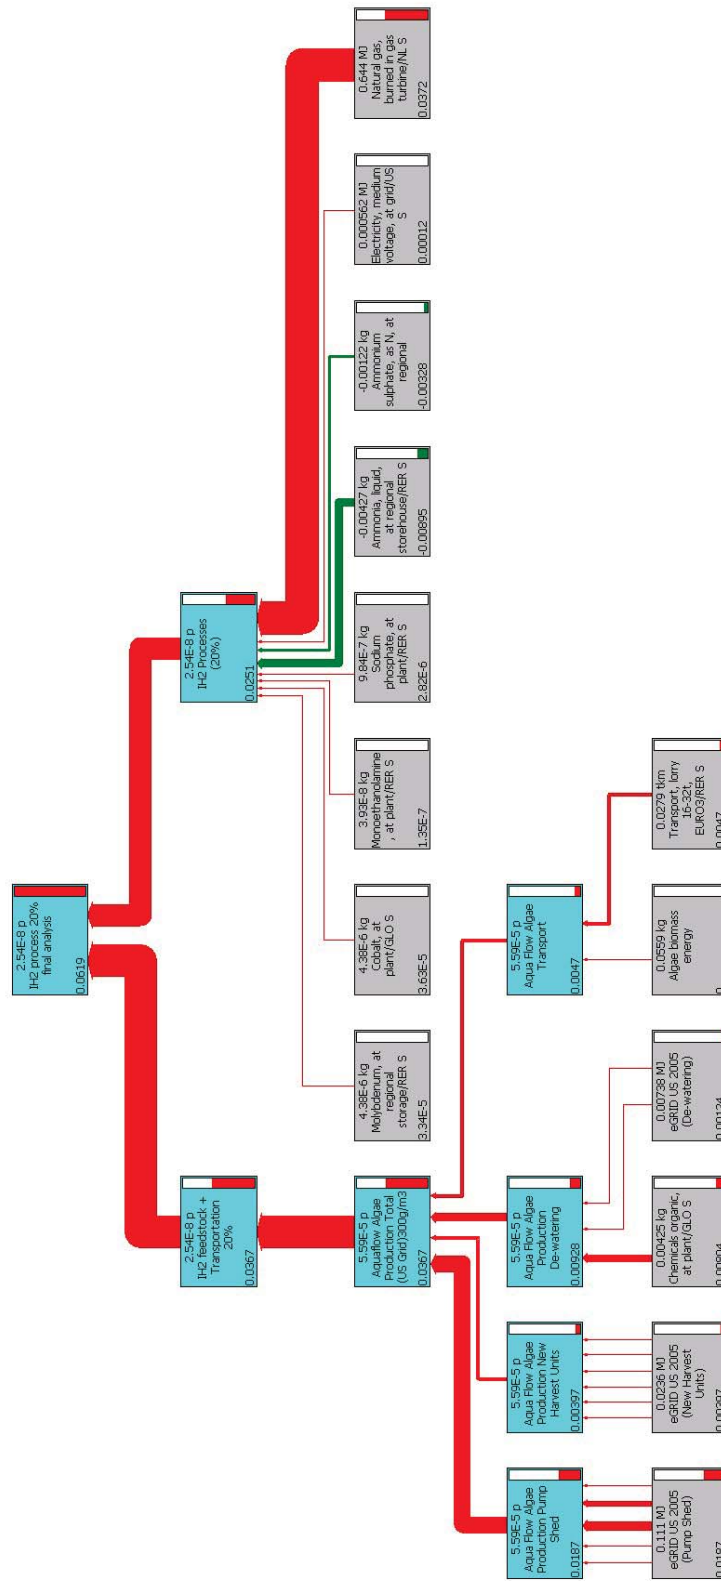 2.54E-8 p
IH2 process 20%
final analysis
0.0619
2.54E-8 p
IH2 feedstock +
Transportation
20%
0.0367
2.54E-8 p
IH2 Processes
(20%)
0.0251
5.59E-5 p
Aquaflow Algae
Production Total
(US Grid)300g/m3
0.0367
4.38E-6 kg
Molybdenum, at
regional
storage/RER S
3.34E-5
4.38E-6 kg
Cobalt, at
plant/GLO S
3.63E-5
3.93E-8 kg
Monoethanolamine
, at plant/RER S
1.35E-7
9.84E-7 kg
Sodium
phosphate, at
plant/RER S
2.82E-6
-0.00427 kg
Ammonia, liquid,
at regional
storehouse/RER S
-0.00895
-0.00122 kg
Ammonium
sulphate, as N, at
regional
-0.00328
0.000562 MJ
Electricity, medium
voltage, at grid/US
S
0.00012
0.644 MJ
Natural gas,
burned in gas
turbine/NL S
0.0372
5.59E-5 p
Aqua Flow Algae
Production Pump
Shed
0.0187
5.59E-5 p
Aqua Flow Algae
Production New
Harvest Units
0.00397
5.59E-5 p
Aqua Flow Algae
Production
De-watering
0.00928
5.59E-5 p
Aqua Flow Algae
Transport
0.0047
0.111 MJ
eGRID US 2005
(Pump Shed)
0.0187
0.0236 MJ
eGRID US 2005
(New Harvest
Units)
0.00397
0.00425 kg
Chemicals organic,
at plant/GLO S
0.00804
0.00738 MJ
eGRID US 2005
(De-watering)
0.00124
0.0559 kg
Algae biomass
energy
0.0279 tkm
Transport, lorry
16-32t,
EURO3/RER S
0.0047